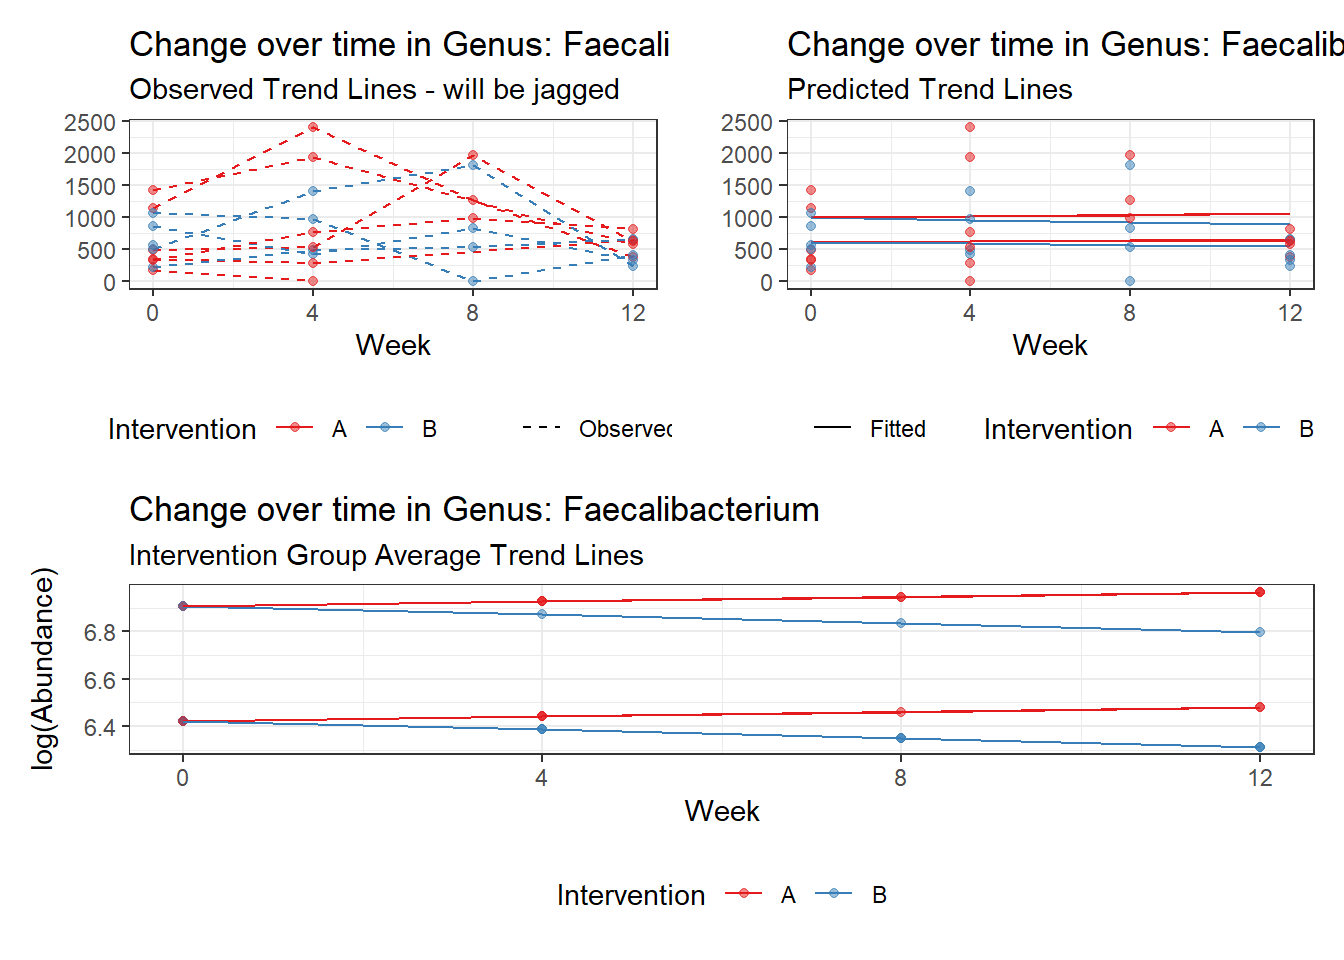 Change over time in Genus: Faecali
Observed Trend Lines - will be jagged
2500
2000
1500
1000
500
0
0 4 8 12
Week
Intervention A B Observed
Change over time in Genus: Faecalib
Predicted Trend Lines
2500
2000
1500
1000
500
0
0 4 8 12
Week
Fitted Intervention A B
Change over time in Genus: Faecalibacterium
Intervention Group Average Trend Lines
log(Abundance)
6.8
6.6
6.4
0 4 8 12
Week
Intervention A B